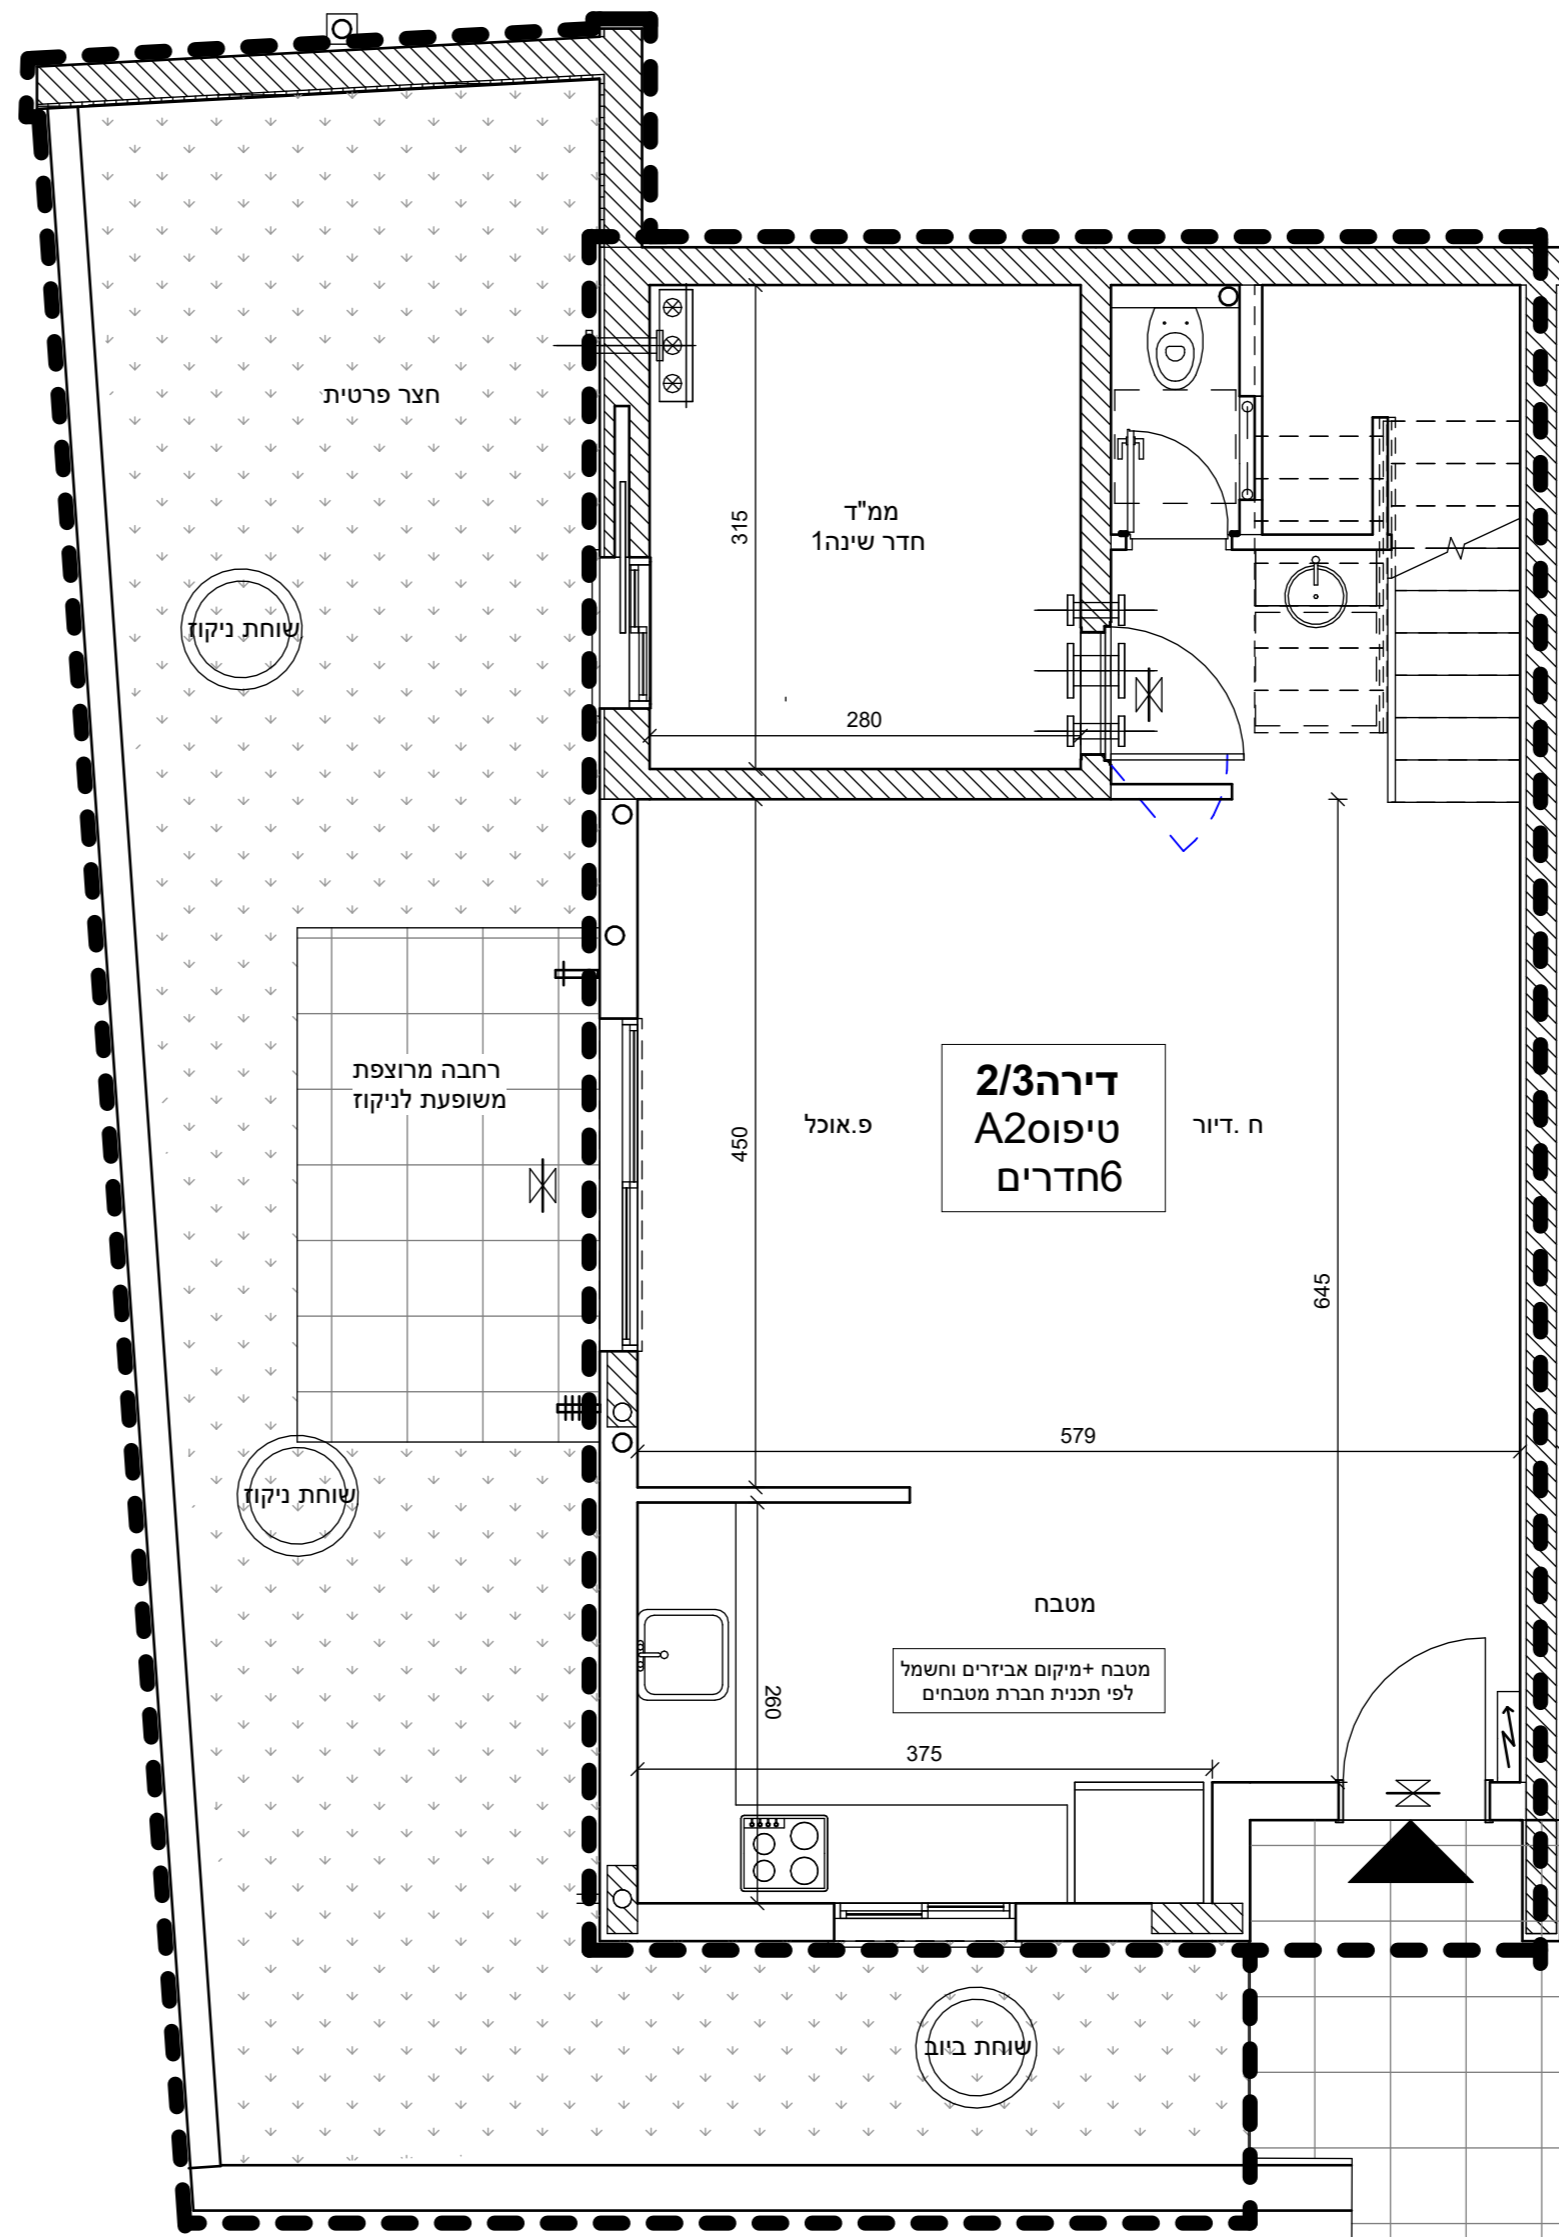 חצר פרטית
315
ממ"ד
חדר שינה1
שוחת ניקוז
280
רחבה מרוצפת
משופעת לניקוז
450
פ.אוכל
דירה2/3
טיפוסA2
6חדרים
ח .דיור
645
579
שוחת ניקוז
מטבח
מטבח +מיקום אביזרים וחשמל
לפי תכנית חברת מטבחים
260
375
שוחת ביוב